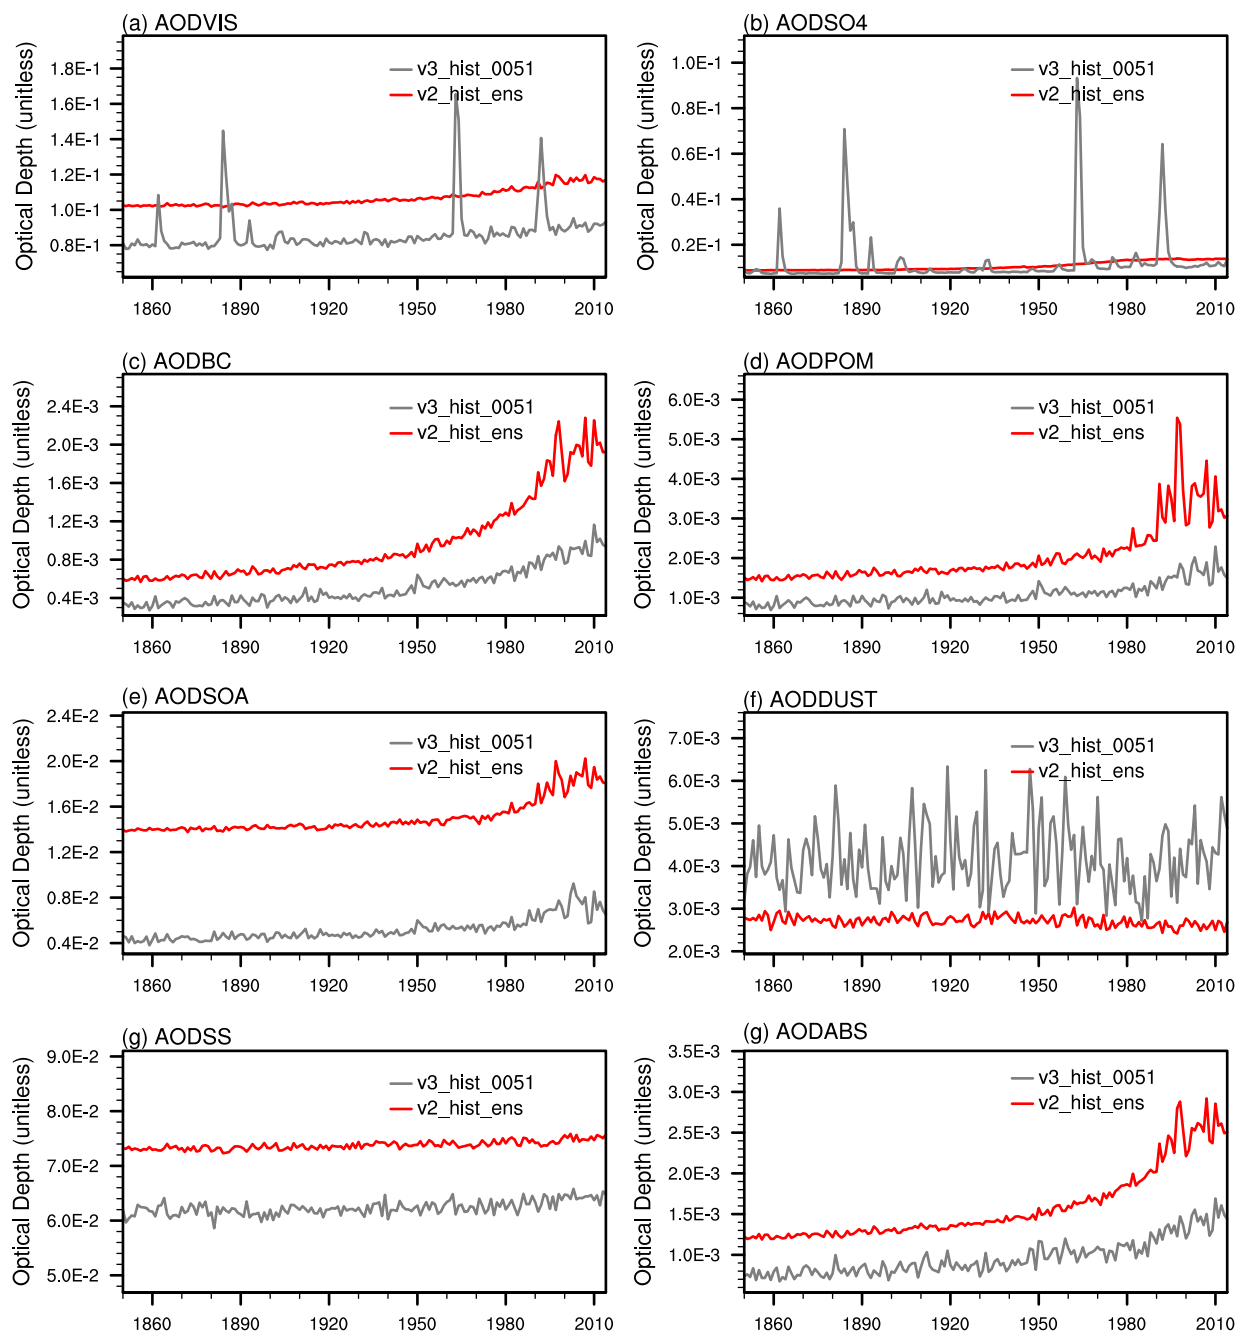 (a) AODVIS
Optical Depth (unitless)
1.8E-1
1.6E-1
1.4E-1
1.2E-1
1.0E-1
0.8E-1
v3_hist_0051
v2_hist_ens
1860 1890 1920 1950 1980 2010
(b) AODSO4
Optical Depth (unitless)
1.0E-1
0.8E-1
0.6E-1
0.4E-1
0.2E-1
v3_hist_0051
v2_hist_ens
1860 1890 1920 1950 1980 2010
(c) AODBC
Optical Depth (unitless)
2.4E-3
2.0E-3
1.6E-3
1.2E-3
0.8E-3
0.4E-3
v3_hist_0051
v2_hist_ens
1860 1890 1920 1950 1980 2010
(d) AODPOM
Optical Depth (unitless)
6.0E-3
5.0E-3
4.0E-3
3.0E-3
2.0E-3
1.0E-3
v3_hist_0051
v2_hist_ens
1860 1890 1920 1950 1980 2010
(e) AODSOA
Optical Depth (unitless)
2.4E-2
2.0E-2
1.6E-2
1.2E-2
0.8E-2
0.4E-2
v3_hist_0051
v2_hist_ens
1860 1890 1920 1950 1980 2010
(f) AODDUST
Optical Depth (unitless)
7.0E-3
6.0E-3
5.0E-3
4.0E-3
3.0E-3
2.0E-3
v3_hist_0051
v2_hist_ens
1860 1890 1920 1950 1980 2010
(g) AODSS
Optical Depth (unitless)
9.0E-2
8.0E-2
7.0E-2
6.0E-2
5.0E-2
v3_hist_0051
v2_hist_ens
1860 1890 1920 1950 1980 2010
(g) AODABS
Optical Depth (unitless)
3.5E-3
3.0E-3
2.5E-3
2.0E-3
1.5E-3
1.0E-3
v3_hist_0051
v2_hist_ens
1860 1890 1920 1950 1980 2010